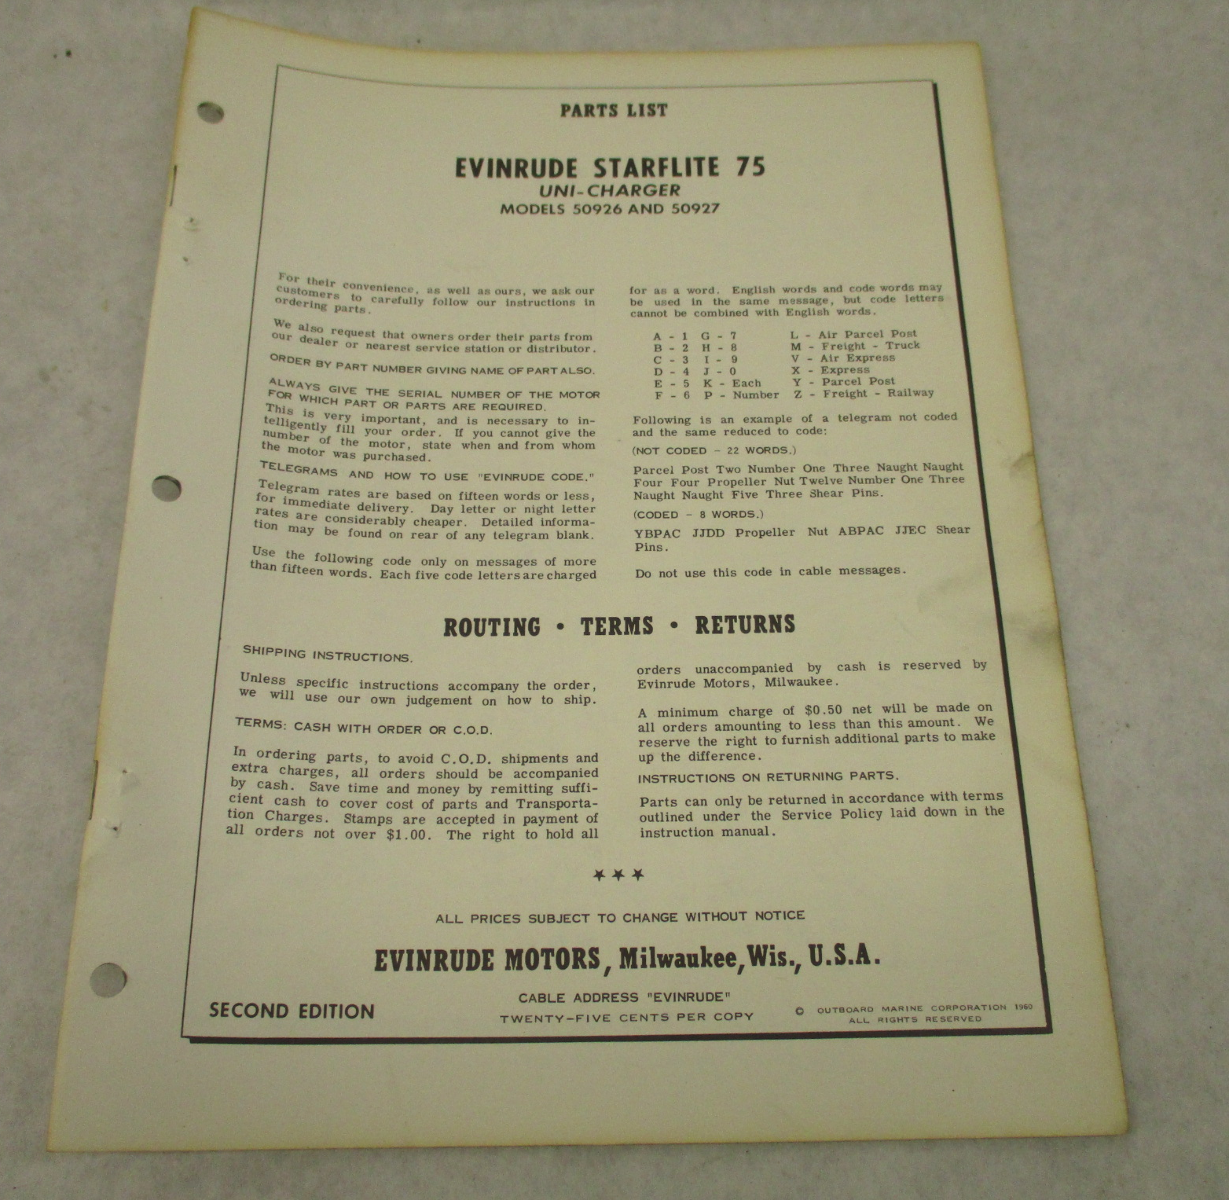 PARTS LIST
EVINRUDE STARFLITE 75
UNI-CHARGER
MODELS 50926 AND 50927
For their convenience, as well as ours, we ask our
customers to carefully follow our instructions in
ordering parts.
We also request that owners order their parts from
our dealer or nearest service station or distributor.
ORDER BY PART NUMBER GIVING NAME OF PART ALSO.
ALWAYS GIVE THE SERIAL NUMBER OF THE MOTOR
FOR WHICH PART OR PARTS ARE REQUIRED.
This is very important, and is necessary to in-
telligently fill your order. If you cannot give the
number of the motor, state when and from whom
the motor was purchased.
TELEGRAMS AND HOW TO USE "EVINRUDE CODE."
Telegram rates are based on fifteen words or less,
for immediate delivery. Day letter or night letter
rates are considerably cheaper. Detailed informa-
tion may be found on rear of any telegram blank.
Use the following code only on messages of more
than fifteen words. Each five code letters are charged
for as a word. English words and code words may
be used in the same message, but code letters
cannot be combined with English words.
A - 1 G - 7 L - Air Parcel Post
B - 2 H - 8 M - Freight - Truck
C - 3 I - 9 V - Air Express
D - 4 J - 0 X - Express
E - 5 K - Each Y - Parcel Post
F - 6 P - Number Z - Freight - Railway
Following is an example of a telegram not coded
and the same reduced to code:
(NOT CODED - 22 WORDS.)
Parcel Post Two Number One Three Naught Naught
Four Four Propeller Nut Twelve Number One Three
Naught Naught Five Three Shear Pins.
(CODED - 8 WORDS.)
YBPAC JJDD Propeller Nut ABPAC JJEC Shear
Pins.
Do not use this code in cable messages.
ROUTING • TERMS • RETURNS
SHIPPING INSTRUCTIONS.
Unless specific instructions accompany the order,
we will use our own judgement on how to ship.
TERMS: CASH WITH ORDER OR C.O.D.
In ordering parts, to avoid C.O.D. shipments and
extra charges, all orders should be accompanied
by cash. Save time and money by remitting suffi-
cient cash to cover cost of parts and Transporta-
tion Charges. Stamps are accepted in payment of
all orders not over $1.00. The right to hold all
orders unaccompanied by cash is reserved by
Evinrude Motors, Milwaukee.
A minimum charge of $0.50 net will be made on
all orders amounting to less than this amount. We
reserve the right to furnish additional parts to make
up the difference.
INSTRUCTIONS ON RETURNING PARTS.
Parts can only be returned in accordance with terms
outlined under the Service Policy laid down in the
instruction manual.
★ ★ ★
ALL PRICES SUBJECT TO CHANGE WITHOUT NOTICE
EVINRUDE MOTORS, Milwaukee, Wis., U.S.A.
CABLE ADDRESS "EVINRUDE"
TWENTY-FIVE CENTS PER COPY
SECOND EDITION
© OUTBOARD MARINE CORPORATION 1960
ALL RIGHTS RESERVED